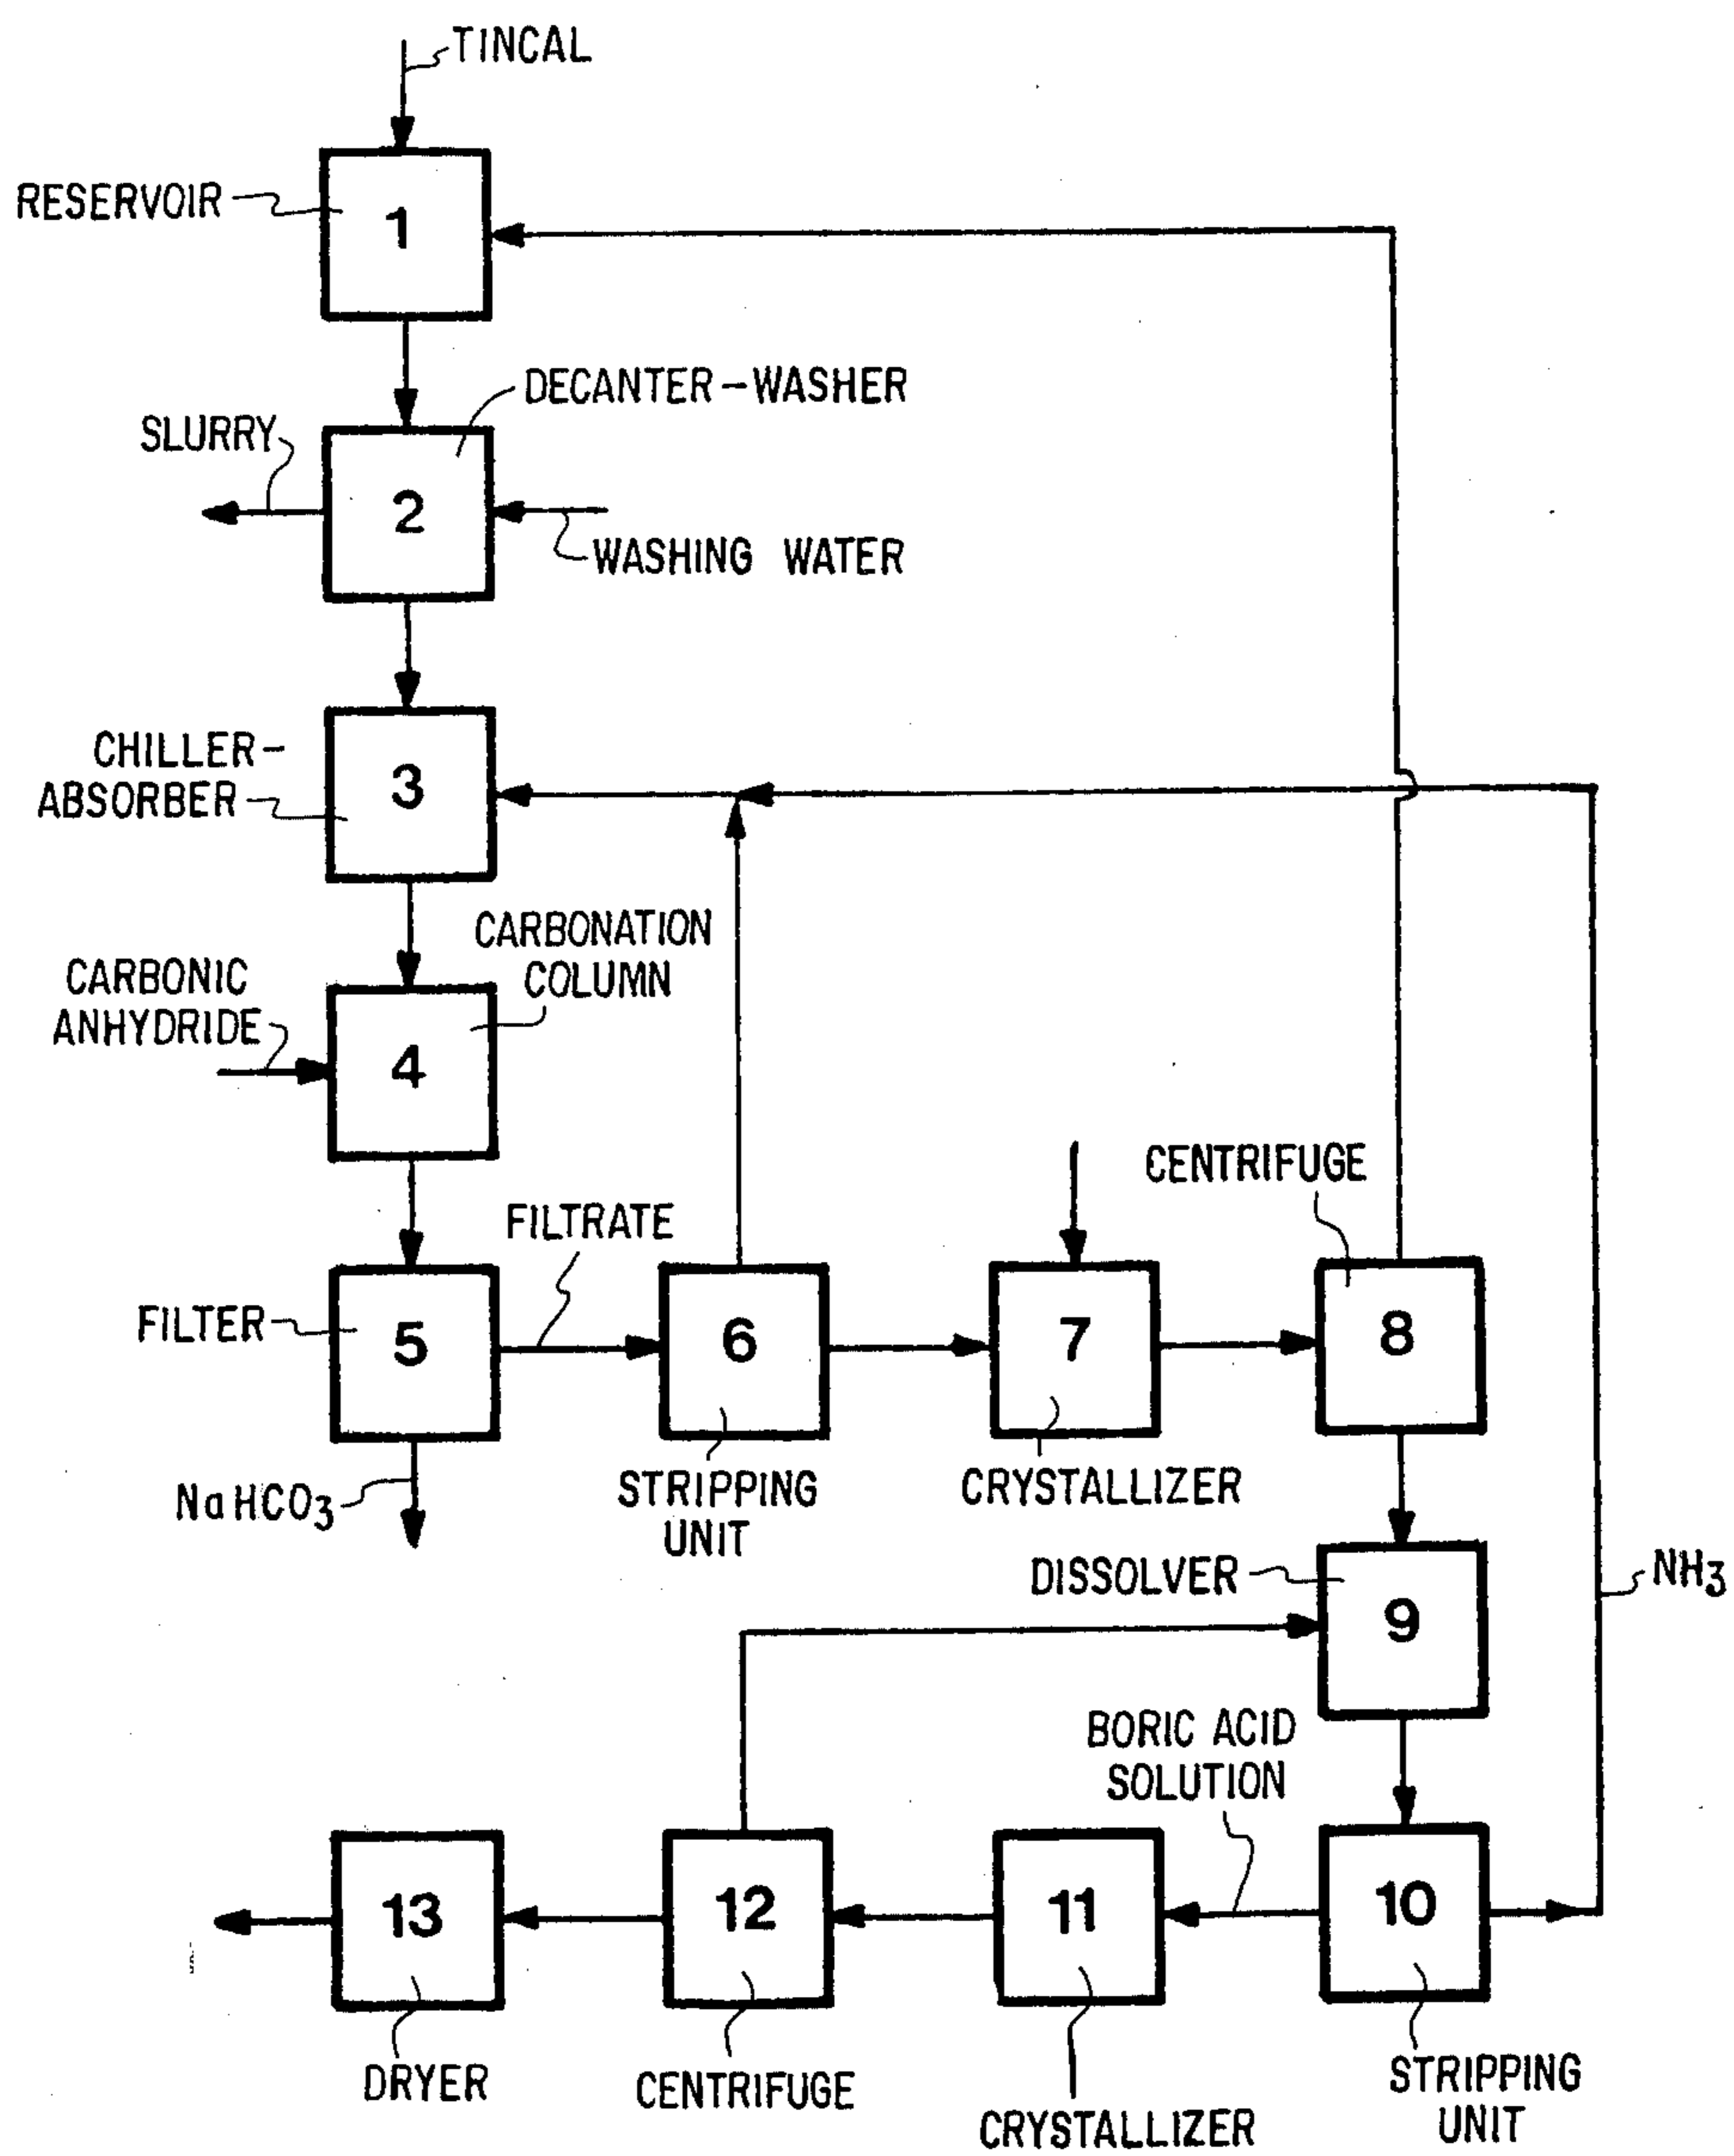 TINCAL
RESERVOIR
1
DECANTER-WASHER
SLURRY
2
WASHING WATER
CHILLER-
ABSORBER
3
CARBONATION
COLUMN
CARBONIC
ANHYDRIDE
4
CENTRIFUGE
FILTRATE
FILTER
5
6
7
8
NaHCO3
STRIPPING
UNIT
CRYSTALLIZER
DISSOLVER
9
NH3
BORIC ACID
SOLUTION
13
12
11
10
DRYER
CENTRIFUGE
CRYSTALLIZER
STRIPPING
UNIT